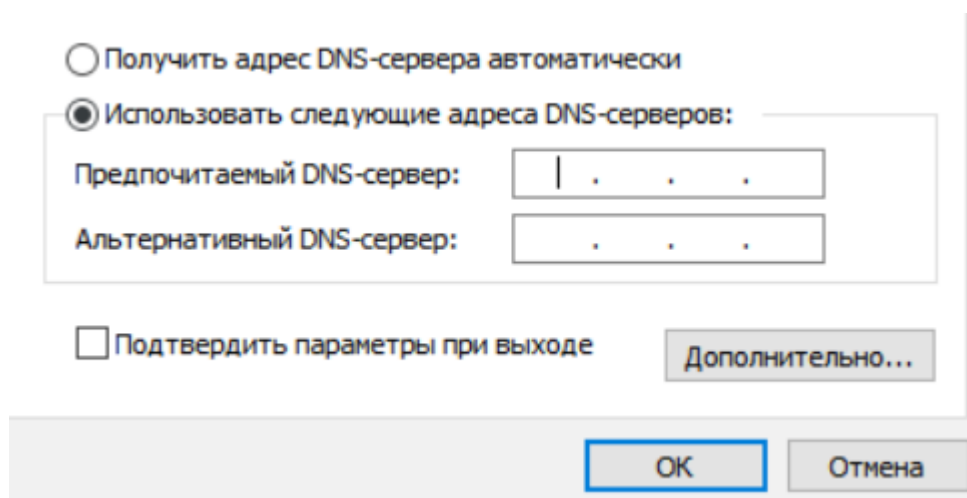 Получить адрес DNS-сервера автоматически
Использовать следующие адреса DNS-серверов:
Предпочитаемый DNS-сервер: . . .
Альтернативный DNS-сервер: . . .
Подтвердить параметры при выходе
Дополнительно...
ОК Отмена